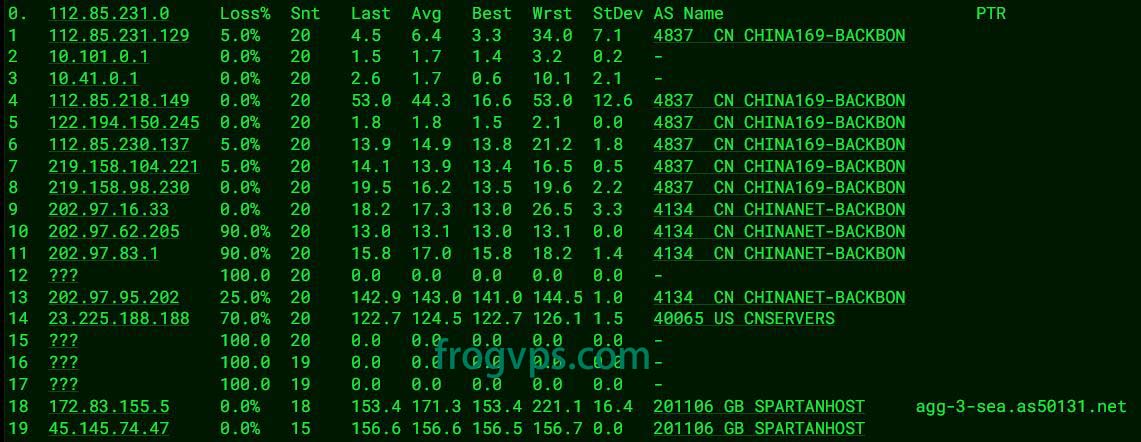 0. 112.85.231.0 Loss% Snt Last Avg Best Wrst StDev AS Name PTR
1 112.85.231.129 5.0% 20 4.5 6.4 3.3 34.0 7.1 4837 CN CHINA169-BACKBON
2 10.101.0.1 0.0% 20 1.5 1.7 1.4 3.2 0.2 -
3 10.41.0.1 0.0% 20 2.6 1.7 0.6 10.1 2.1 -
4 112.85.218.149 0.0% 20 53.0 44.3 16.6 53.0 12.6 4837 CN CHINA169-BACKBON
5 122.194.150.245 0.0% 20 1.8 1.8 1.5 2.1 0.0 4837 CN CHINA169-BACKBON
6 112.85.230.137 5.0% 20 13.9 14.9 13.8 21.2 1.8 4837 CN CHINA169-BACKBON
7 219.158.104.221 5.0% 20 14.1 13.9 13.4 16.5 0.5 4837 CN CHINA169-BACKBON
8 219.158.98.230 0.0% 20 19.5 16.2 13.5 19.6 2.2 4837 CN CHINA169-BACKBON
9 202.97.16.33 0.0% 20 18.2 17.3 13.0 26.5 3.3 4134 CN CHINANET-BACKBON
10 202.97.62.205 90.0% 20 13.0 13.1 13.0 13.1 0.0 4134 CN CHINANET-BACKBON
11 202.97.83.1 90.0% 20 15.8 17.0 15.8 18.2 1.4 4134 CN CHINANET-BACKBON
12 ??? 100.0 20 0.0 0.0 0.0 0.0 0.0 -
13 202.97.95.202 25.0% 20 142.9 143.0 141.0 144.5 1.0 4134 CN CHINANET-BACKBON
14 23.225.188.188 70.0% 20 122.7 124.5 122.7 126.1 1.5 40065 US CNSERVERS
15 ??? 100.0 20 0.0 0.0 0.0 0.0 0.0 -
16 ??? 100.0 19 0.0 0.0 0.0 0.0 0.0 -
frogvps.com
17 ??? 100.0 19 0.0 0.0 0.0 0.0 0.0 -
18 172.83.155.5 0.0% 18 153.4 171.3 153.4 221.1 16.4 201106 GB SPARTANHOST agg-3-sea.as50131.net
19 45.145.74.47 0.0% 15 156.6 156.6 156.5 156.7 0.0 201106 GB SPARTANHOST